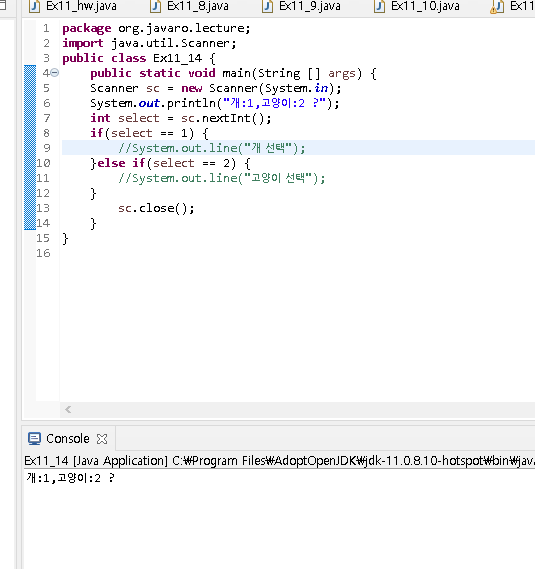 Ex11_hw.java Ex11_8.java Ex11_9.java Ex11_10.java Ex11
1 package org.javaro.lecture;
2 import java.util.Scanner;
3 public class Ex11_14 {
4 public static void main(String [] args) {
5 Scanner sc = new Scanner(System.in);
6 System.out.println("개:1,고양이:2 ?");
7 int select = sc.nextInt();
8 if(select == 1) {
9 //System.out.line("개 선택");
10 }else if(select == 2) {
11 //System.out.line("고양이 선택");
12 }
13 sc.close();
14 }
15 }
16
Console
Ex11_14 [Java Application] C:₩Program Files₩AdoptOpenJDK₩jdk-11.0.8.10-hotspot₩bin₩java
개:1,고양이:2 ?